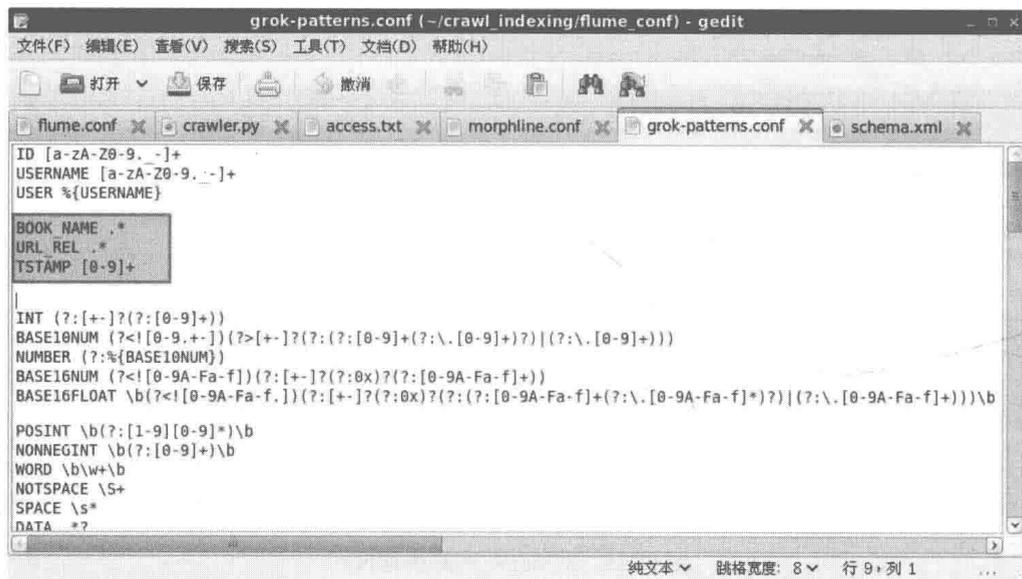 grok-patterns.conf (~/crawl_indexing/flume_conf) - gedit
文件(F) 编辑(E) 查看(V) 搜索(S) 工具(T) 文档(D) 帮助(H)
打开 保存 撤消
flume.conf crawler.py access.txt morphline.conf grok-patterns.conf schema.xml
ID [a-zA-Z0-9._-]+
USERNAME [a-zA-Z0-9._-]+
USER %{USERNAME}
BOOK_NAME .*
URL_REL .*
TSTAMP [0-9]+
INT (?:[+-]?(?:[0-9]+))
BASE10NUM (?<![0-9.+-])(?>[+-]?(?:(?:[0-9]+(?:\.[0-9]+)?)|(?:\.[0-9]+)))
NUMBER (?:%{BASE10NUM})
BASE16NUM (?<![0-9A-Fa-f])(?:[+-]?(?:0x)?(?:[0-9A-Fa-f]+))
BASE16FLOAT \b(?<![0-9A-Fa-f.])(?:[+-]?(?:0x)?(?:(?:[0-9A-Fa-f]+(?:\.[0-9A-Fa-f]*)?)|(?:\.[0-9A-Fa-f]+)))\b
POSINT \b(?:[1-9][0-9]*)\b
NONNEGINT \b(?:[0-9]+)\b
WORD \b\w+\b
NOTSPACE \S+
SPACE \s*
DATA .*?
纯文本 跳格宽度: 8 行 9, 列 1